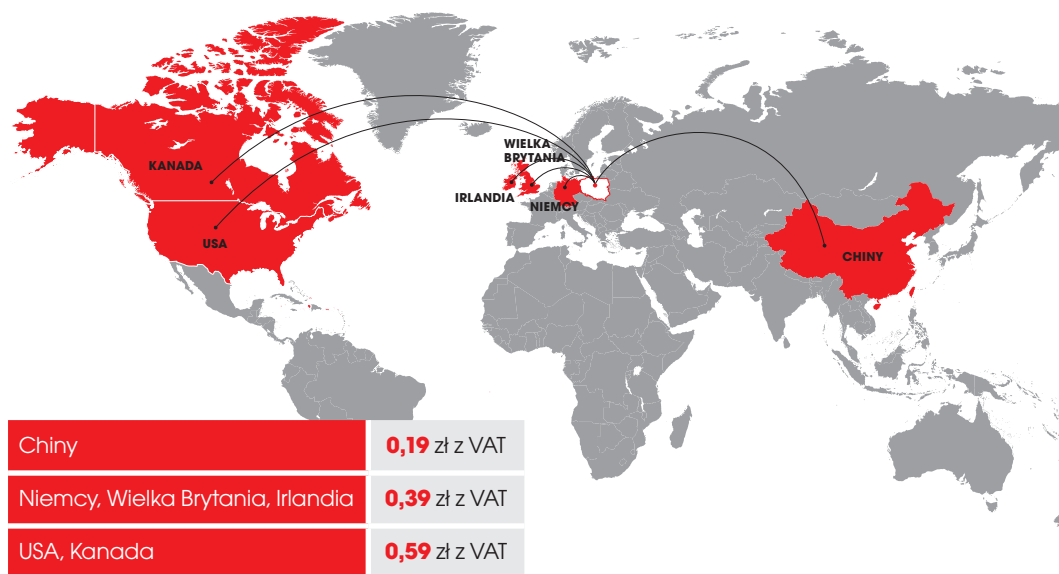 WIELKA
BRYTANIA
KANADA
IRLANDIA
NIEMCY
USA
CHINY
Chiny 0,19 zł z VAT
Niemcy, Wielka Brytania, Irlandia 0,39 zł z VAT
USA, Kanada 0,59 zł z VAT